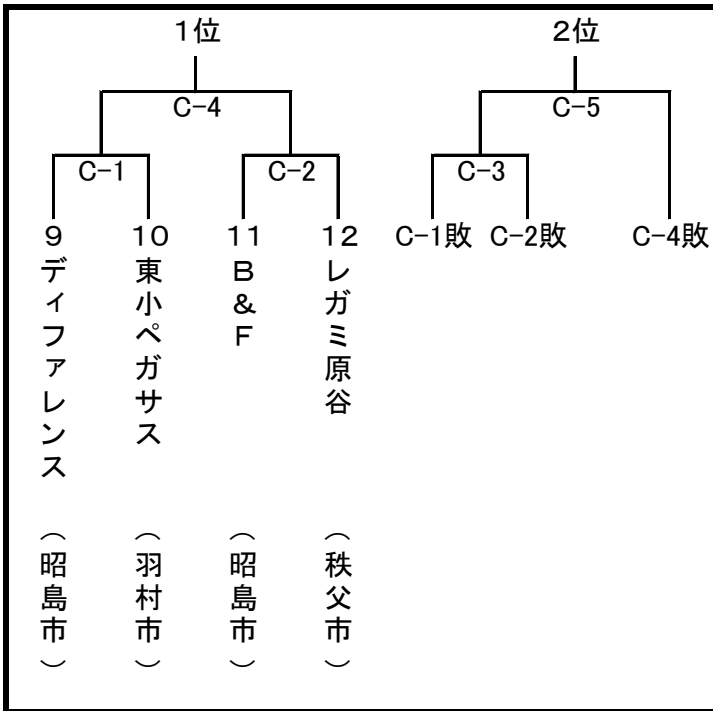 1位
2位
C-4
C-5
C-1
C-2
C-3
9
10
11
12
C-1敗
C-2敗
C-4敗
ディファレンス
東小ペガサス
B&F
レガミ原谷
(昭島市)
(羽村市)
(昭島市)
(秩父市)